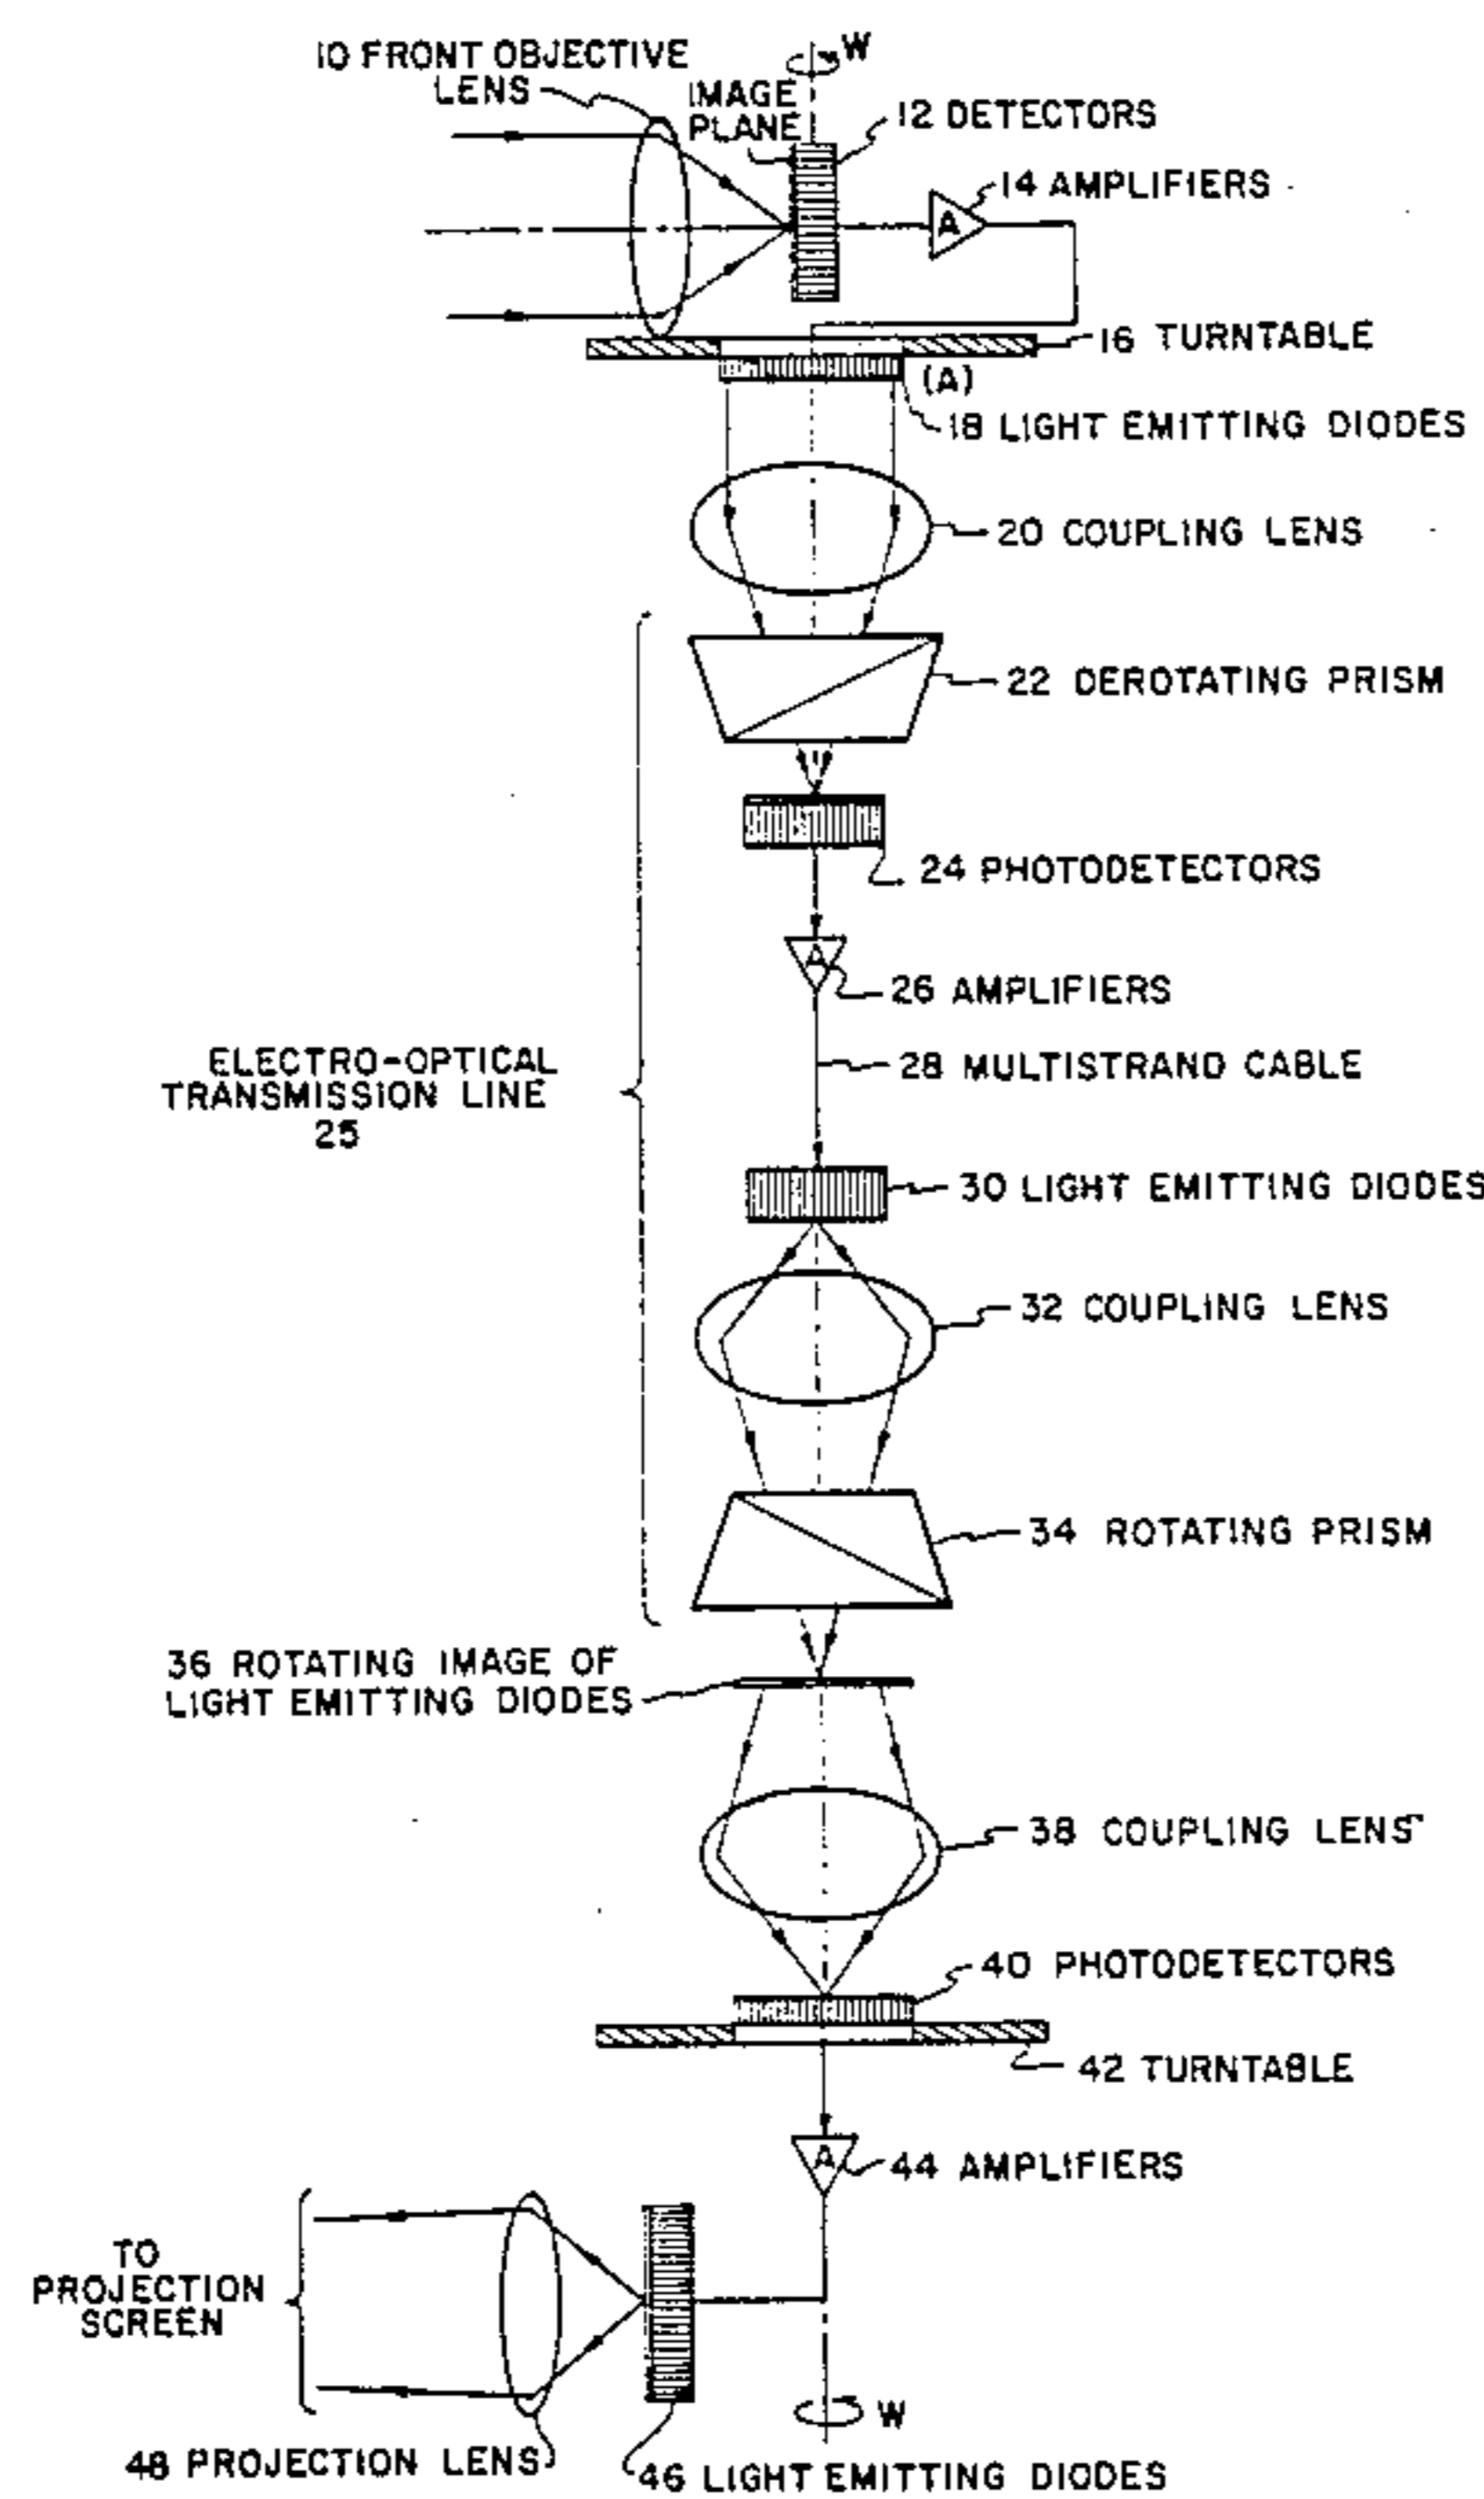 10 FRONT OBJECTIVE
LENS
W
IMAGE
PLANE
12 DETECTORS
14 AMPLIFIERS
A
16 TURNTABLE
(A)
18 LIGHT EMITTING DIODES
20 COUPLING LENS
22 DEROTATING PRISM
24 PHOTODETECTORS
A
26 AMPLIFIERS
ELECTRO-OPTICAL
TRANSMISSION LINE
25
28 MULTISTRAND CABLE
30 LIGHT EMITTING DIODES
32 COUPLING LENS
34 ROTATING PRISM
36 ROTATING IMAGE OF
LIGHT EMITTING DIODES
38 COUPLING LENS
40 PHOTODETECTORS
42 TURNTABLE
A
44 AMPLIFIERS
TO
PROJECTION
SCREEN
W
48 PROJECTION LENS
46 LIGHT EMITTING DIODES